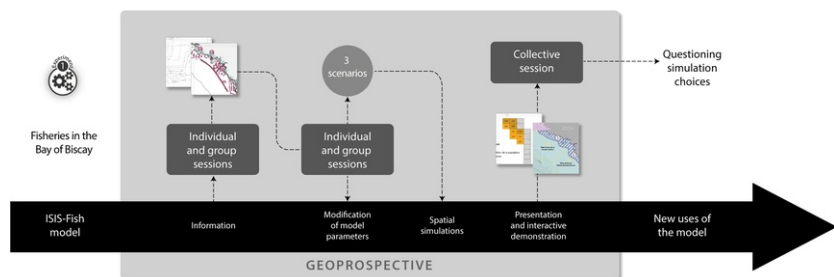 Experiment
1
Fisheries in the
Bay of Biscay
3
scenarios
Collective
session
Questioning
simulation
choices
Individual
and group
sessions
Individual
and group
sessions
ISIS-Fish
model
Information
Modification
of model
parameters
Spatial
simulations
Presentation
and interactive
demonstration
New uses of
the model
GEOPROSPECTIVE